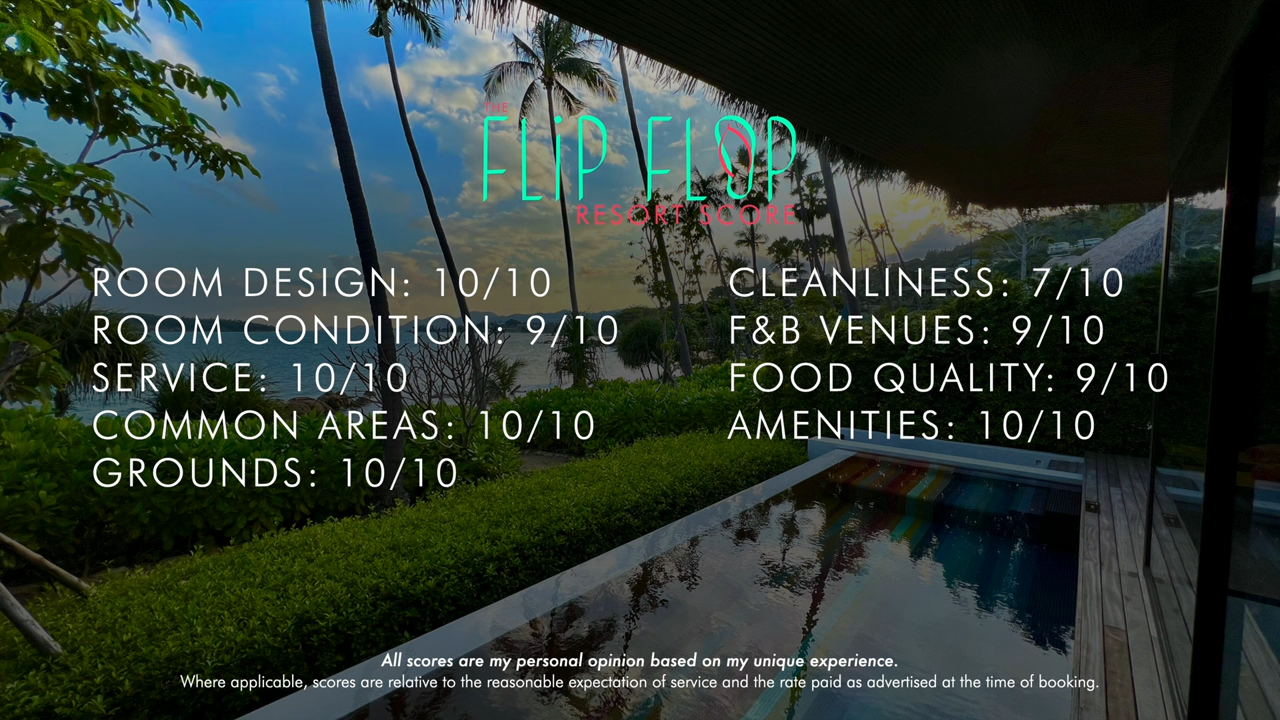 THE
FLiP FLOP
RESORT SCORE
ROOM DESIGN: 10/10
ROOM CONDITION: 9/10
SERVICE: 10/10
COMMON AREAS: 10/10
GROUNDS: 10/10
CLEANLINESS: 7/10
F&B VENUES: 9/10
FOOD QUALITY: 9/10
AMENITIES: 10/10
All scores are my personal opinion based on my unique experience.
Where applicable, scores are relative to the reasonable expectation of service and the rate paid as advertised at the time of booking.